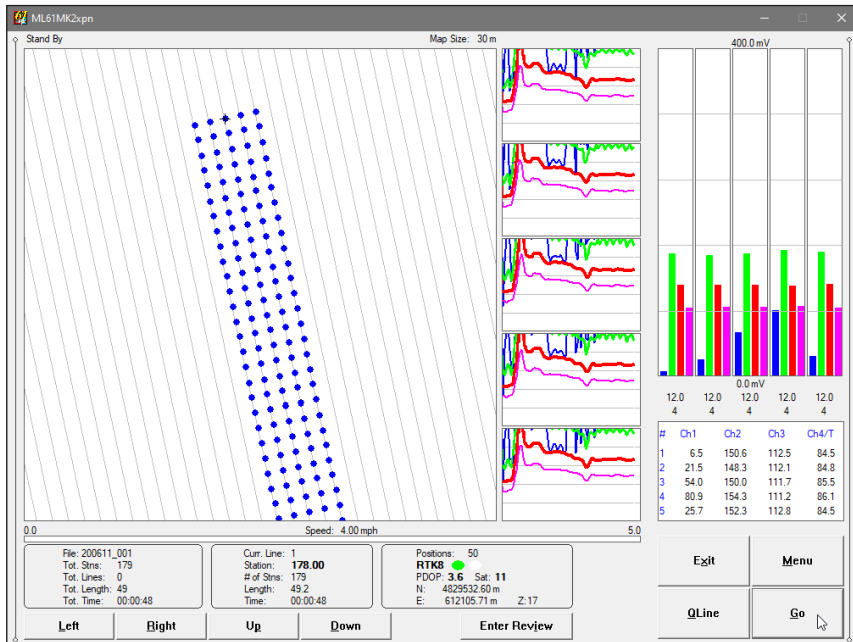 ML61MK2xpn
Stand By Map Size: 30 m
400.0 mV
0.0 mV
12.0 12.0 12.0 12.0 12.0
4 4 4 4 4
# Ch1 Ch2 Ch3 Ch4/T
1 6.5 150.6 112.5 84.5
2 21.5 148.3 112.1 84.8
3 54.0 150.0 111.7 85.5
4 80.9 154.3 111.2 86.1
5 25.7 152.3 112.8 84.5
0.0 Speed: 4.00 mph 5.0
File: 200611_001
Tot. Stns: 179
Tot. Lines: 0
Tot. Length: 49
Tot. Time: 00:00:48
Curr. Line: 1
Station: 178.00
# of Stns: 179
Length: 49.2
Time: 00:00:48
Positions: 50
RTK8
PDOP: 3.6 Sat: 11
N: 4829532.60 m
E: 612105.71 m Z:17
Exit Menu
QLine Go
Left Right Up Down Enter Review